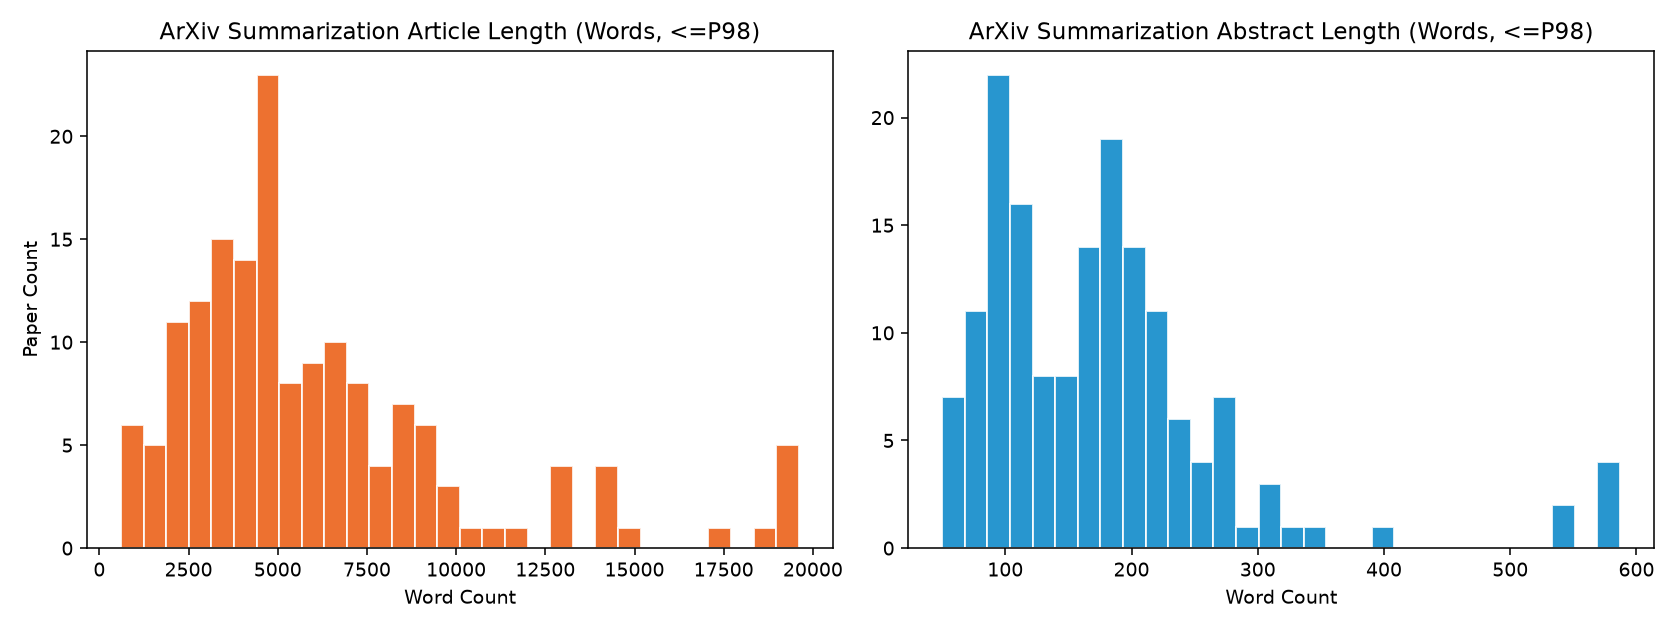 ArXiv Summarization Article Length (Words, <=P98)
Paper Count
20
15
10
5
0
0 2500 5000 7500 10000 12500 15000 17500 20000
Word Count
ArXiv Summarization Abstract Length (Words, <=P98)
20
15
10
5
0
100 200 300 400 500 600
Word Count